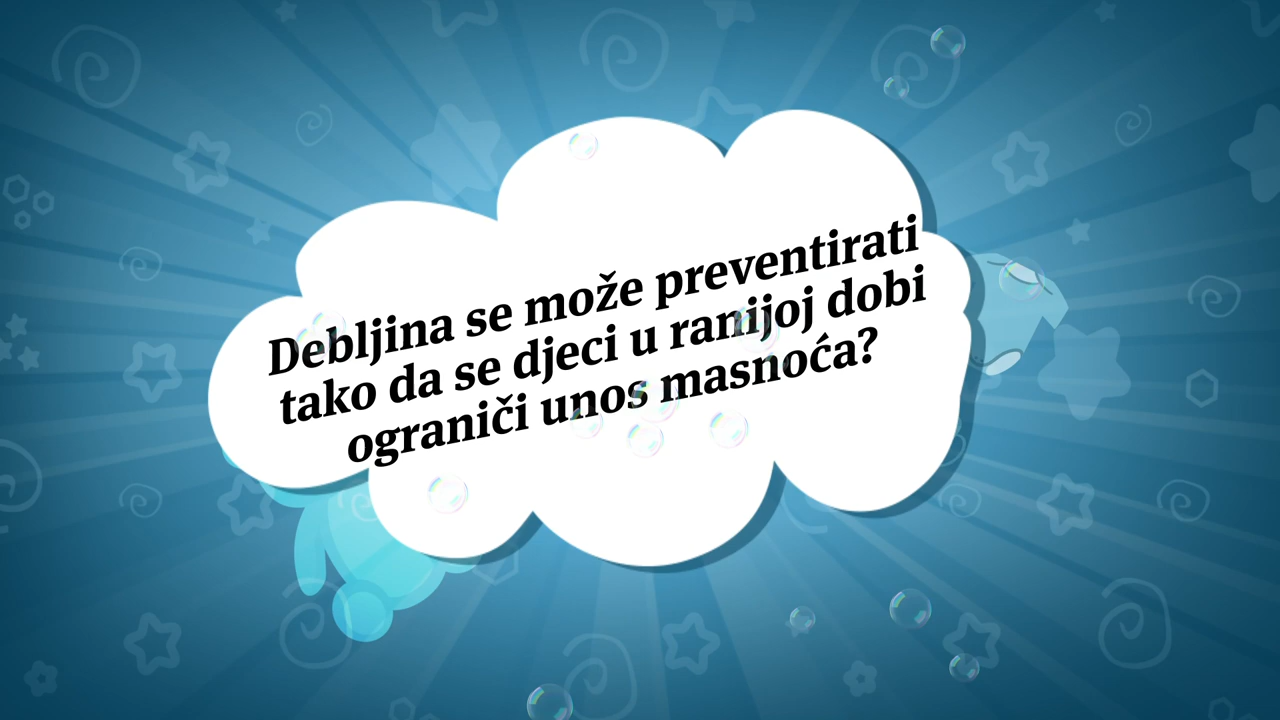 Debljina se može preventirati
tako da se djeci u ranijoj dobi
ograniči unos masnoća?